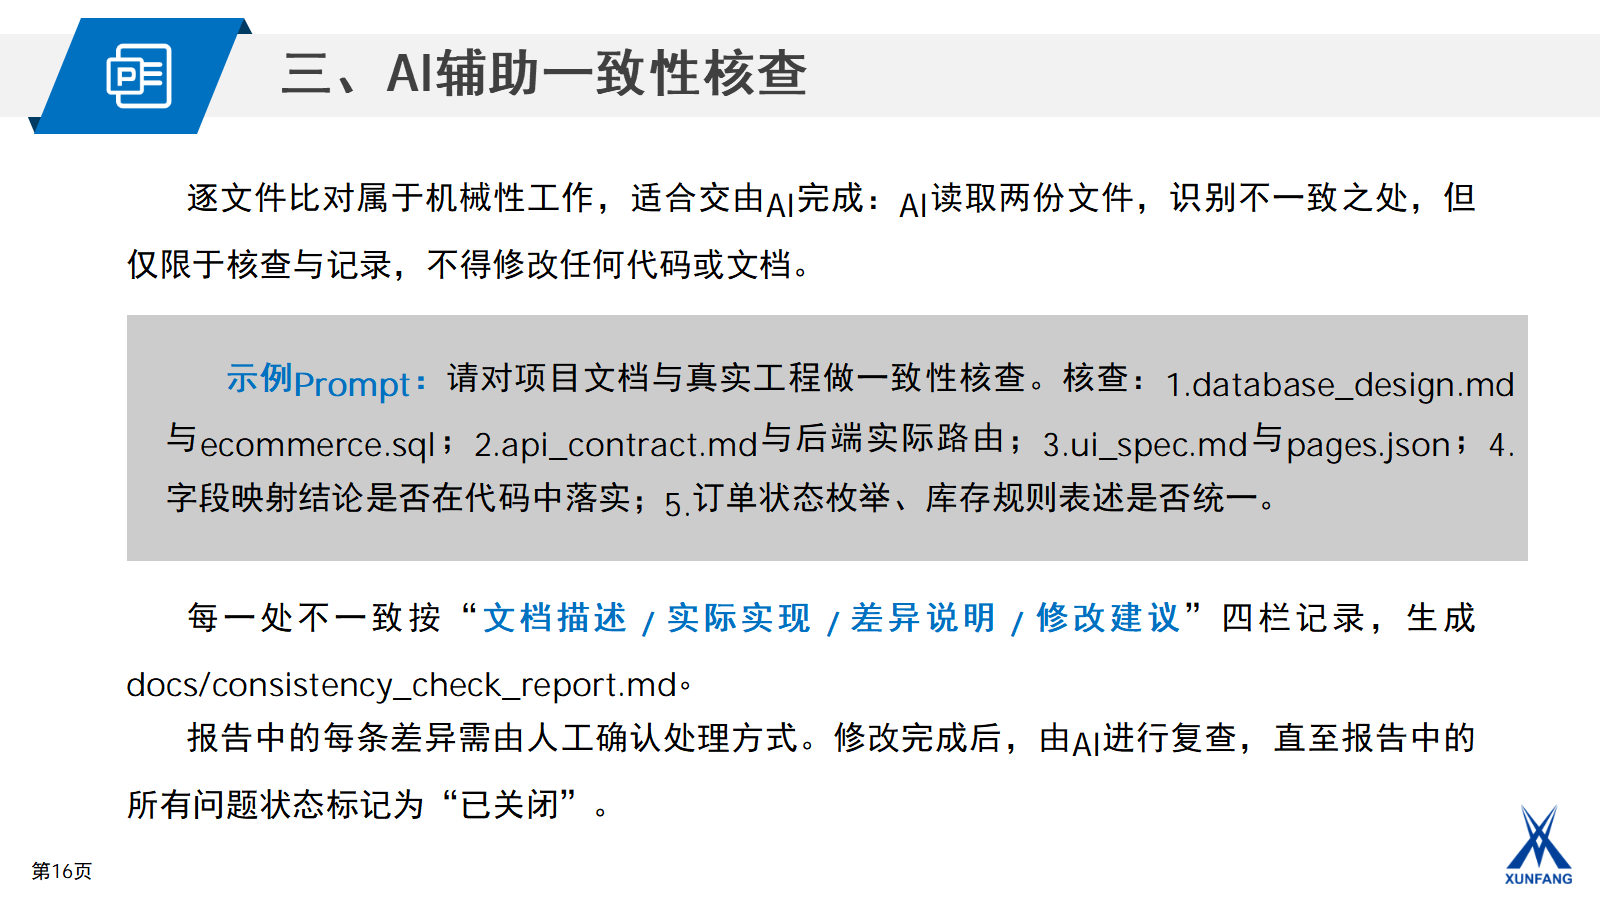 三、AI辅助一致性核查
逐文件比对属于机械性工作，适合交由AI完成：AI读取两份文件，识别不一致之处，但
仅限于核查与记录，不得修改任何代码或文档。
示例Prompt：请对项目文档与真实工程做一致性核查。核查：1.database_design.md
与ecommerce.sql；2.api_contract.md与后端实际路由；3.ui_spec.md与pages.json；4.
字段映射结论是否在代码中落实；5.订单状态枚举、库存规则表述是否统一。
每一处不一致按“文档描述 / 实际实现 / 差异说明 / 修改建议”四栏记录，生成
docs/consistency_check_report.md。
报告中的每条差异需由人工确认处理方式。修改完成后，由AI进行复查，直至报告中的
所有问题状态标记为“已关闭”。
第16页
XUNFANG